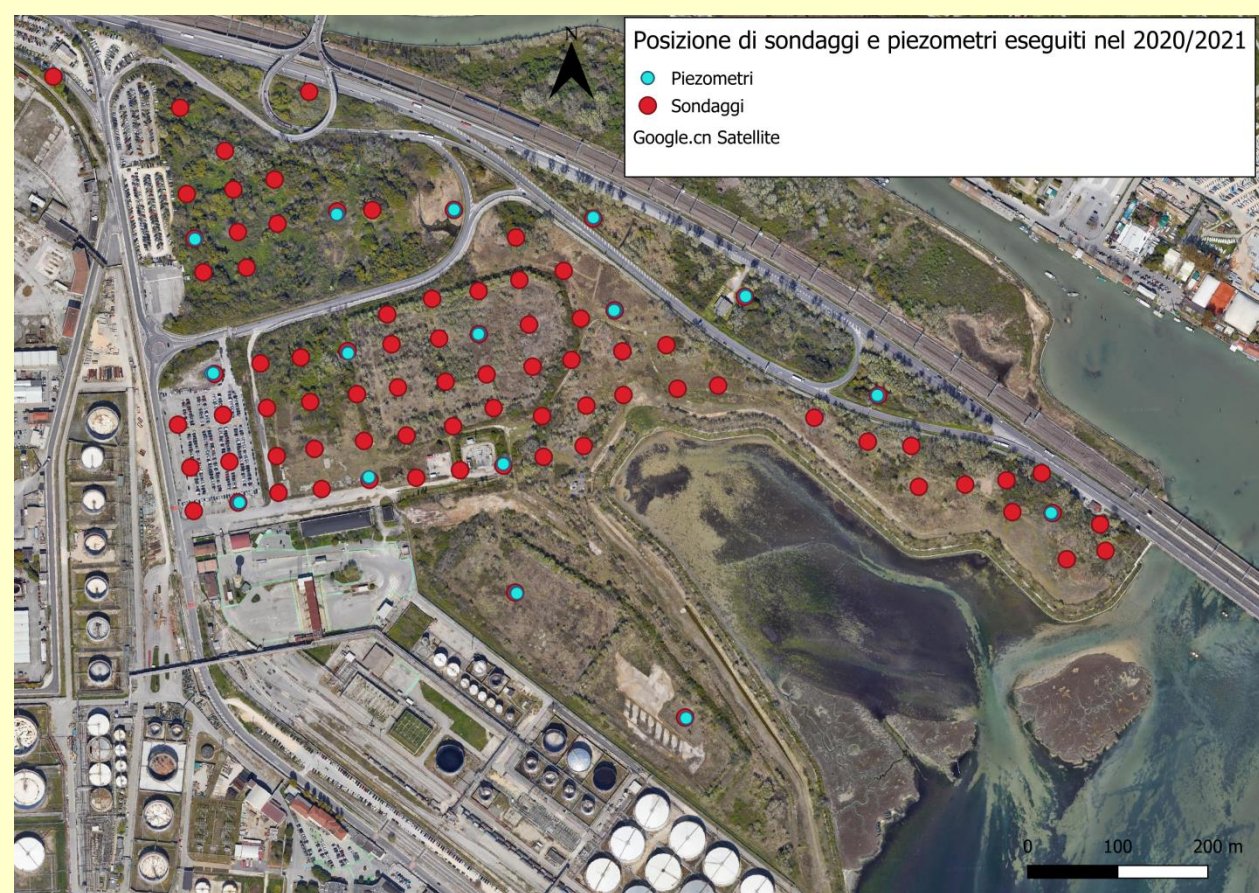 Posizione di sondaggi e piezometri eseguiti nel 2020/2021
N
Piezometri
Sondaggi
Google.cn Satellite
0 100 200 m